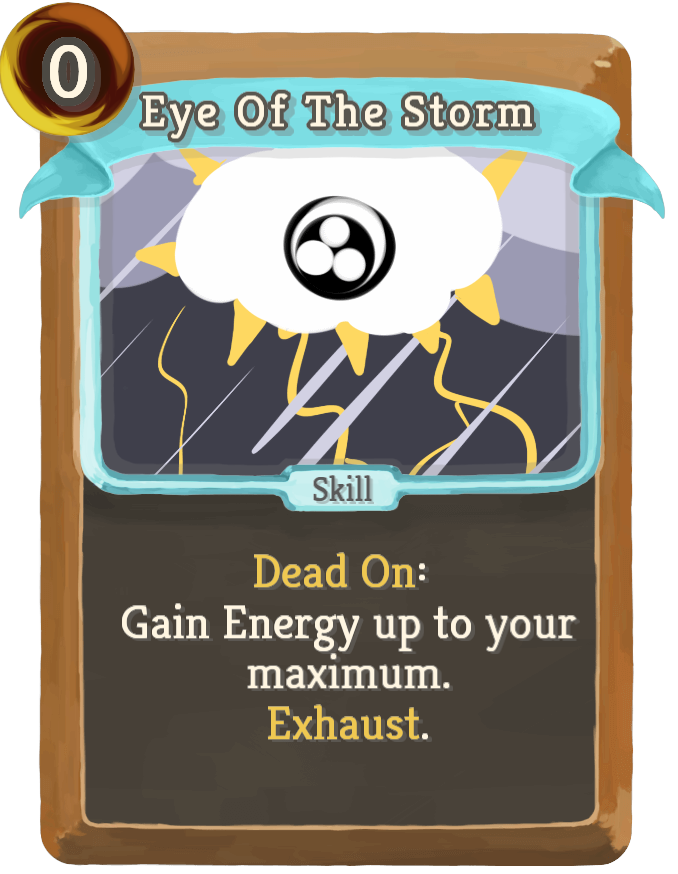 0
Eye Of The Storm
Skill
Dead On:
Gain Energy up to your
maximum.
Exhaust.